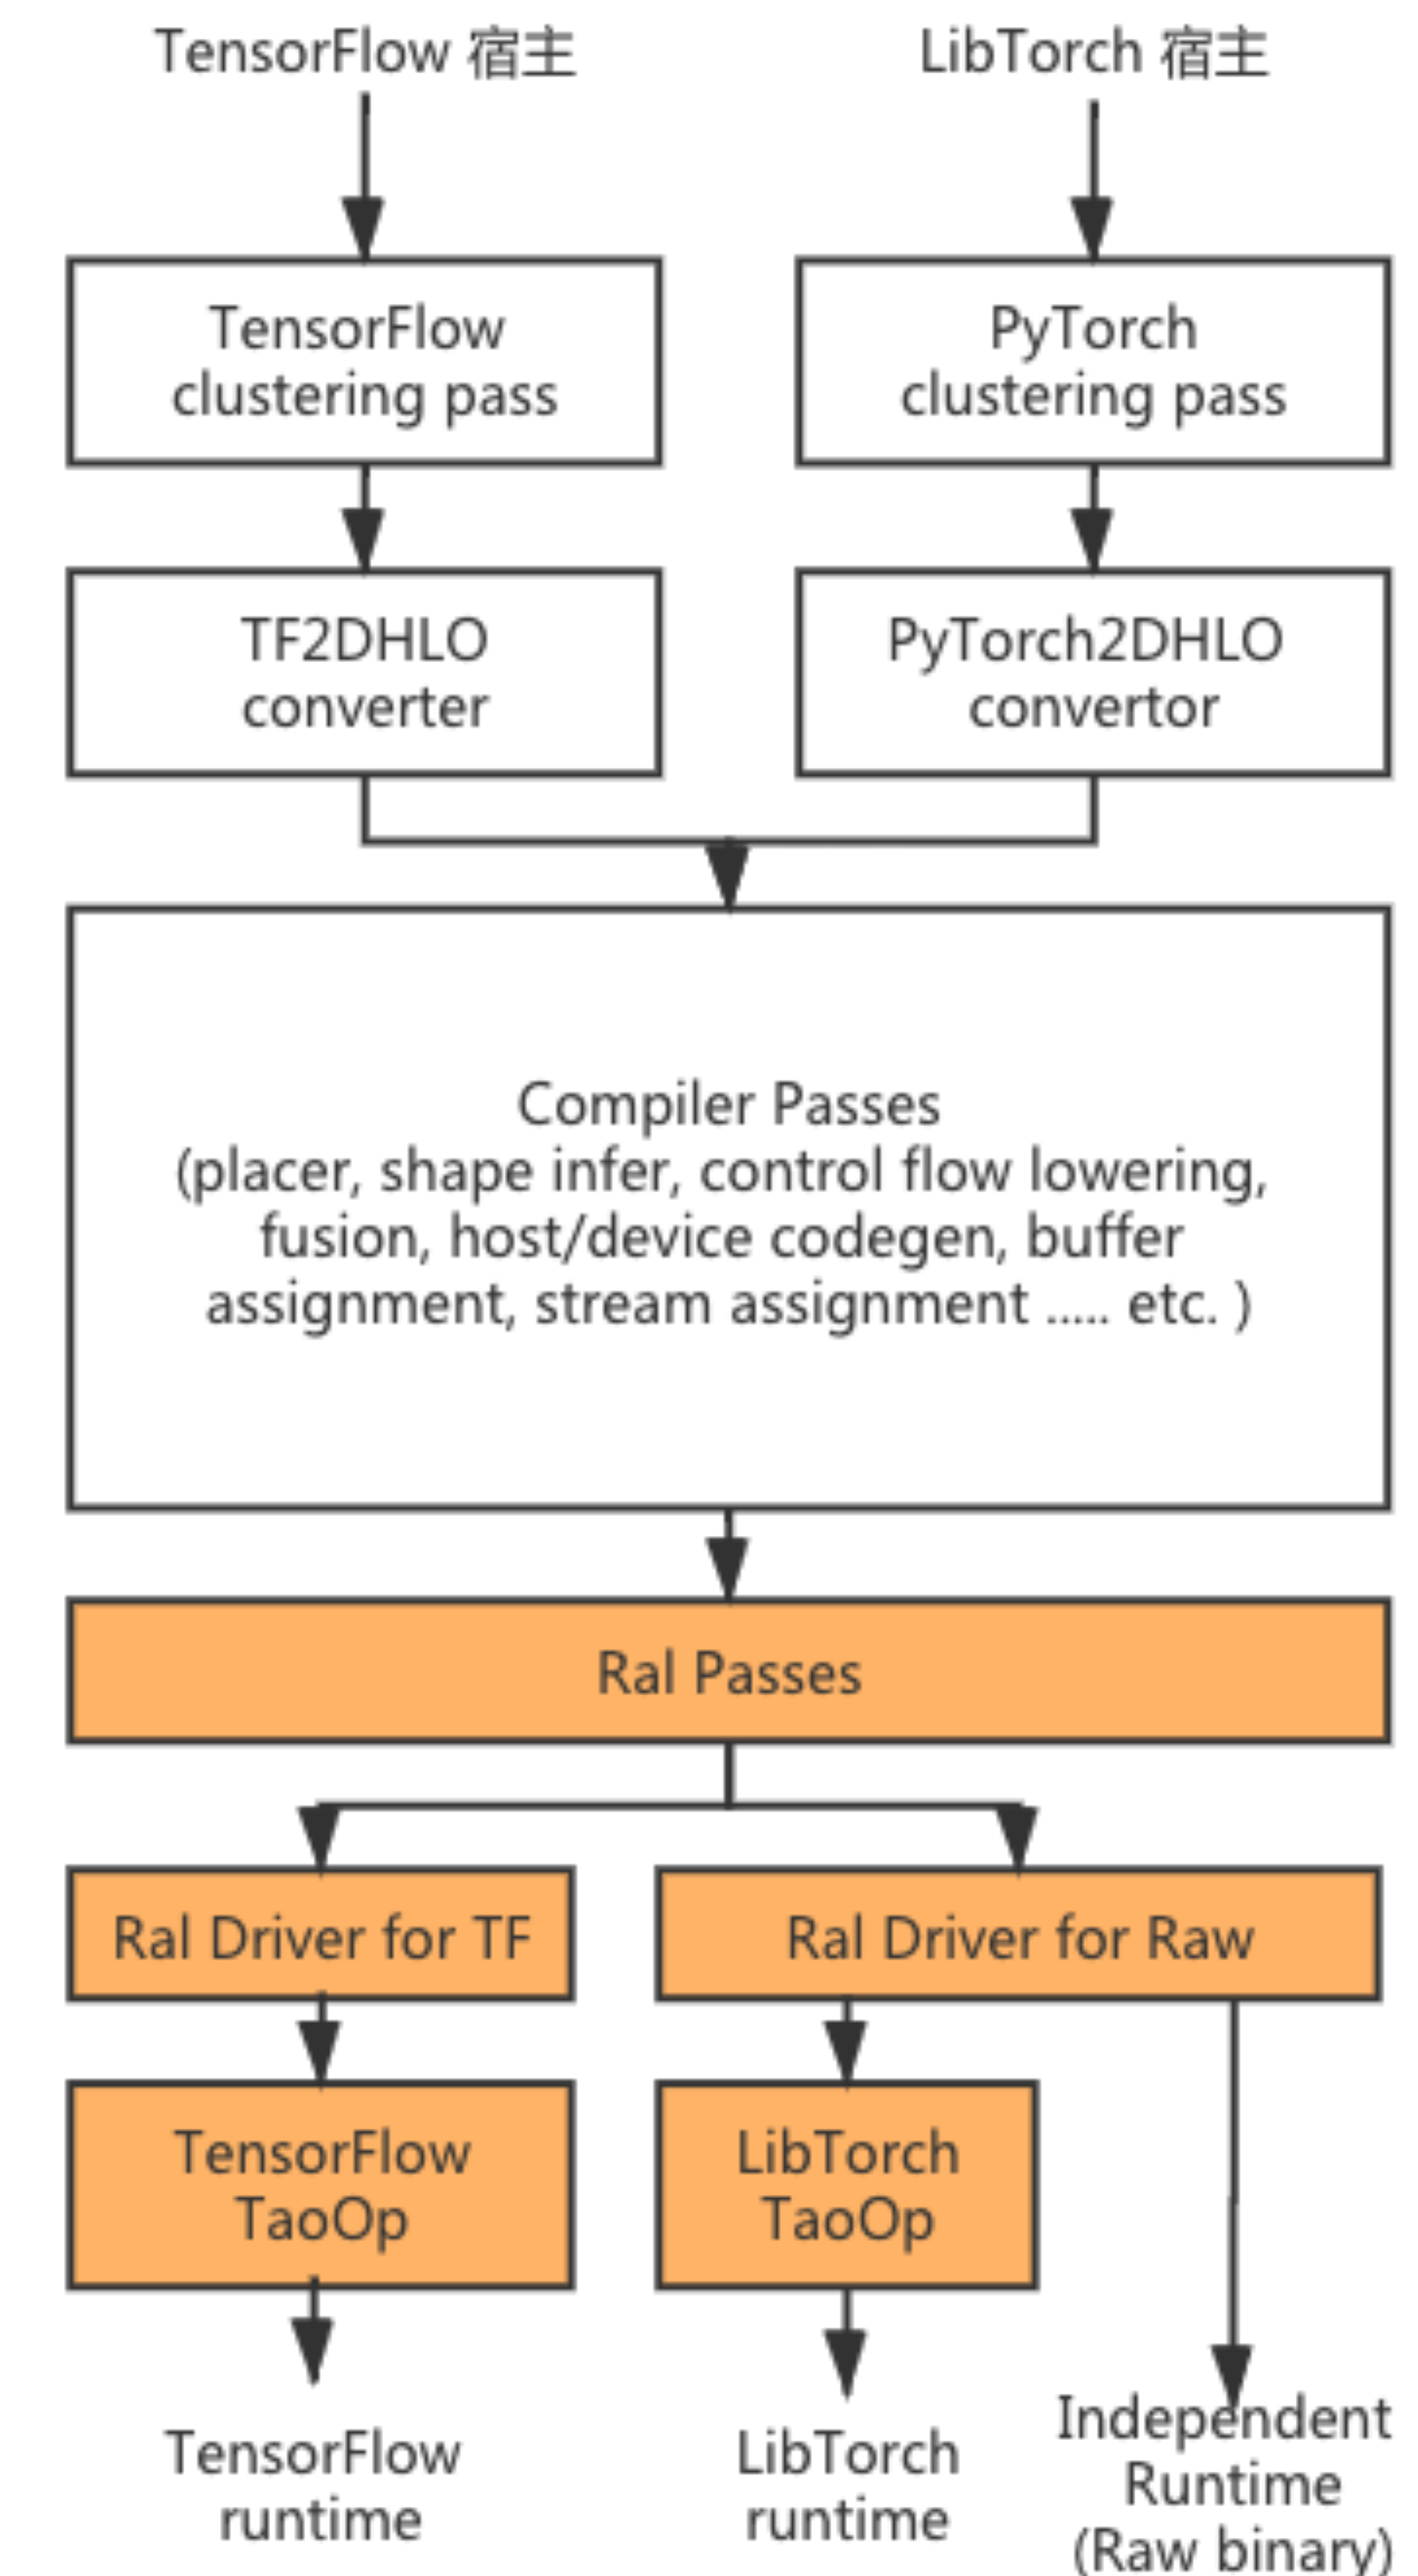 TensorFlow 宿主
LibTorch 宿主
TensorFlow
clustering pass
PyTorch
clustering pass
TF2DHLO
converter
PyTorch2DHLO
convertor
Compiler Passes
(placer, shape infer, control flow lowering,
fusion, host/device codegen, buffer
assignment, stream assignment ..... etc. )
Ral Passes
Ral Driver for TF
Ral Driver for Raw
TensorFlow
TaoOp
LibTorch
TaoOp
TensorFlow
runtime
LibTorch
runtime
Independent
Runtime
(Raw binary)